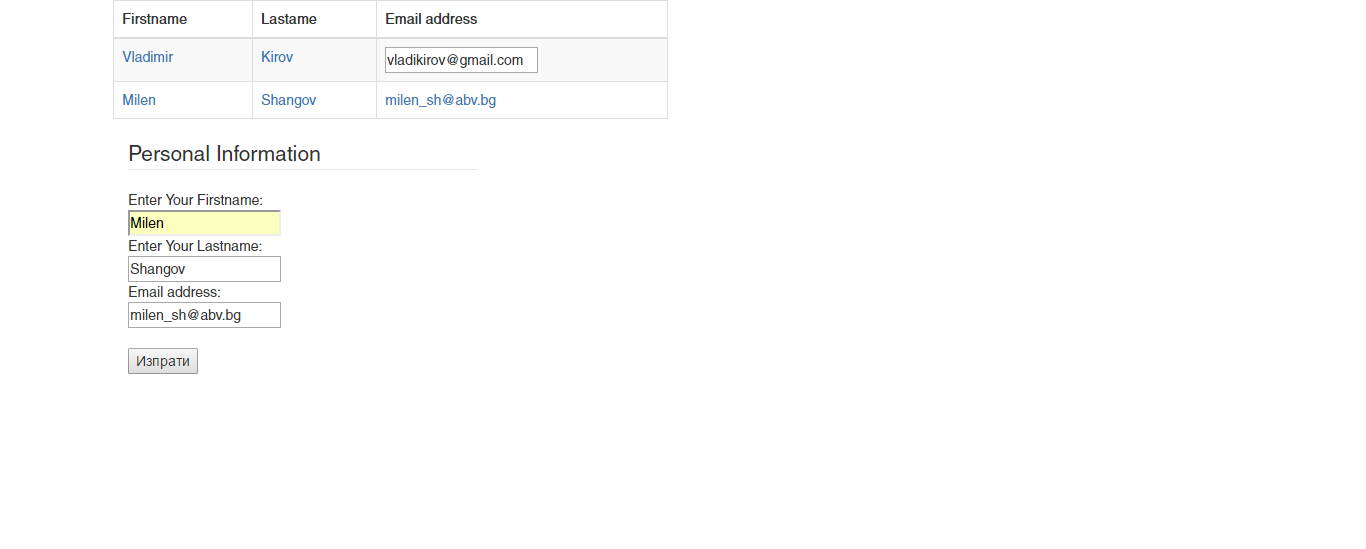 Firstname Lastame Email address
Vladimir Kirov vladikirov@gmail.com
Milen Shangov milen_sh@abv.bg
Personal Information
Enter Your Firstname:
Milen
Enter Your Lastname:
Shangov
Email address:
milen_sh@abv.bg
Изпрати